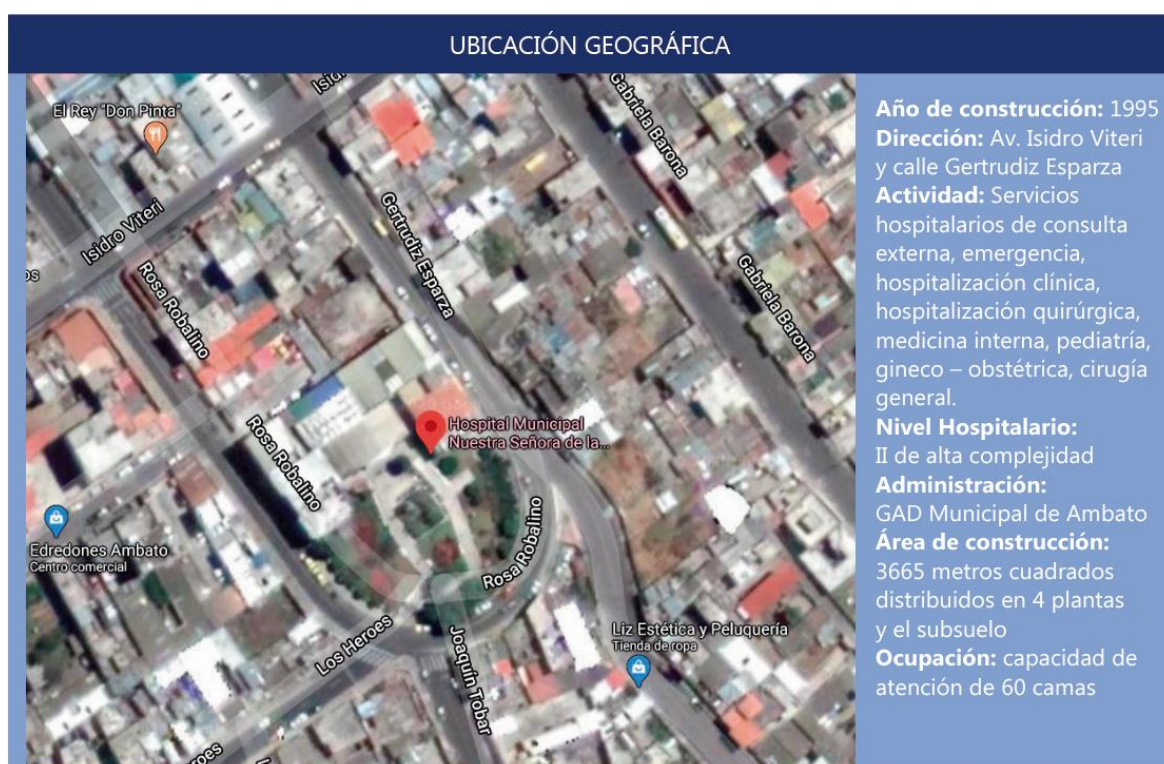 UBICACIÓN GEOGRÁFICA
El Rey "Don Pinta"
Isidro Viteri
Rosa Robalino
Gertrudiz Esparza
Gabriela Barona
Gabriela Barona
Hospital Municipal
Nuestra Señora de la...
Rosa Robalino
Rosa Robalino
Edredones Ambato
Centro comercial
Los Heroes
Joaquín Tobar
Liz Estética y Peluquería
Tienda de ropa
Año de construcción: 1995
Dirección: Av. Isidro Viteri
y calle Gertrudiz Esparza
Actividad: Servicios
hospitalarios de consulta
externa, emergencia,
hospitalización clínica,
hospitalización quirúrgica,
medicina interna, pediatría,
gineco – obstétrica, cirugía
general.
Nivel Hospitalario:
II de alta complejidad
Administración:
GAD Municipal de Ambato
Área de construcción:
3665 metros cuadrados
distribuidos en 4 plantas
y el subsuelo
Ocupación: capacidad de
atención de 60 camas